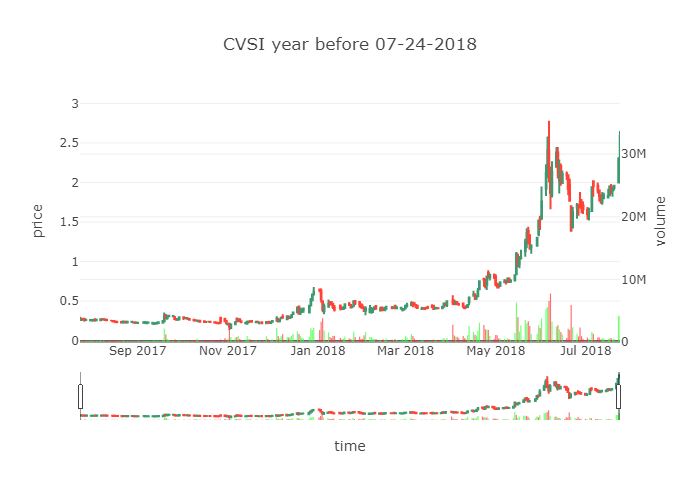 CVSI year before 07-24-2018
3
2.5
2
1.5
1
0.5
0
price
30M
20M
10M
0
volume
Sep 2017
Nov 2017
Jan 2018
Mar 2018
May 2018
Jul 2018
time